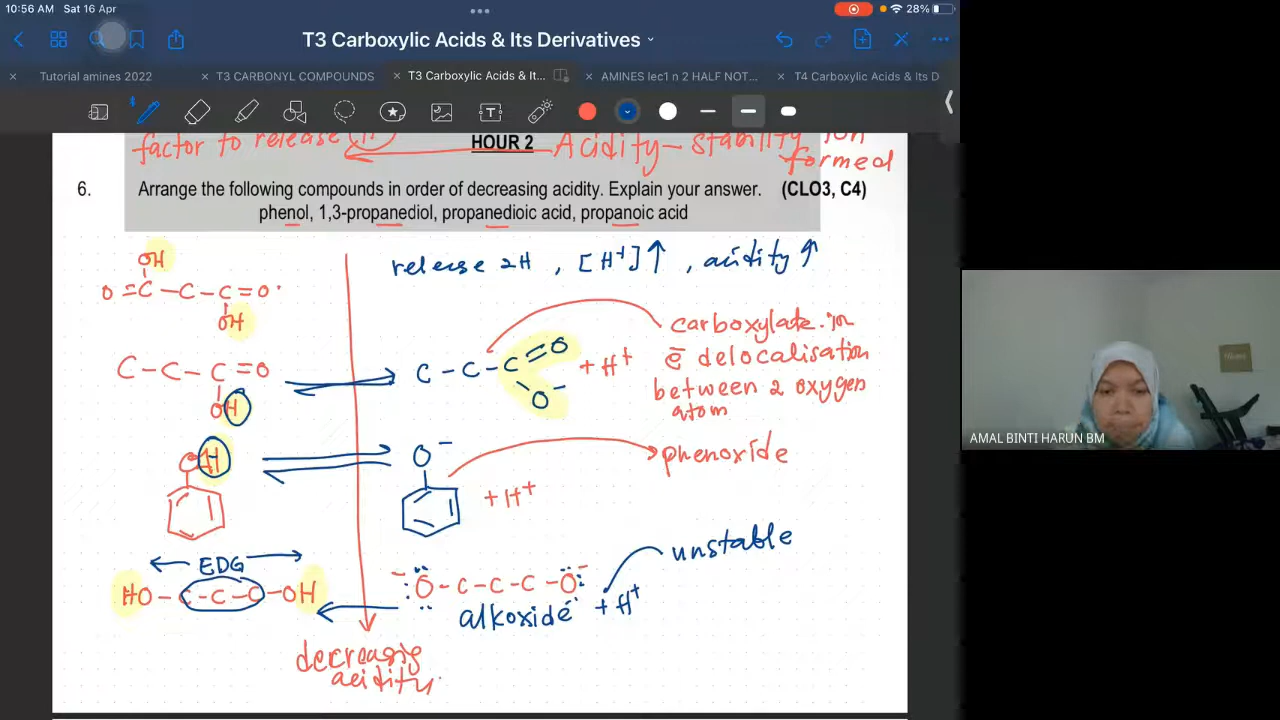 10:56 AM Sat 16 Apr
28%
T3 Carboxylic Acids & Its Derivatives
Tutorial amines 2022
T3 CARBONYL COMPOUNDS
T3 Carboxylic Acids & It...
AMINES lec1 n 2 HALF NOT...
T4 Carboxylic Acids & Its D
factor to release (H+)
HOUR 2
Acidity - stability ion
formed
6. Arrange the following compounds in order of decreasing acidity. Explain your answer. (CLO3, C4)
phenol, 1,3-propanediol, propanedioic acid, propanoic acid
release 2H, [H+]↑, acidity↑
OH
O=C-C-C=O
OH
carboxylate ion
ē delocalisation
between 2 oxygen
atom
C-C-C=O
OH
C-C-C=O
O-
+ H+
OH
O-
+ H+
phenoxide
unstable
← EDG →
HO-C-C-C-OH
- :O-C-C-C-O: -
alkoxide + H+
decreasing
acidity
AMAL BINTI HARUN BM